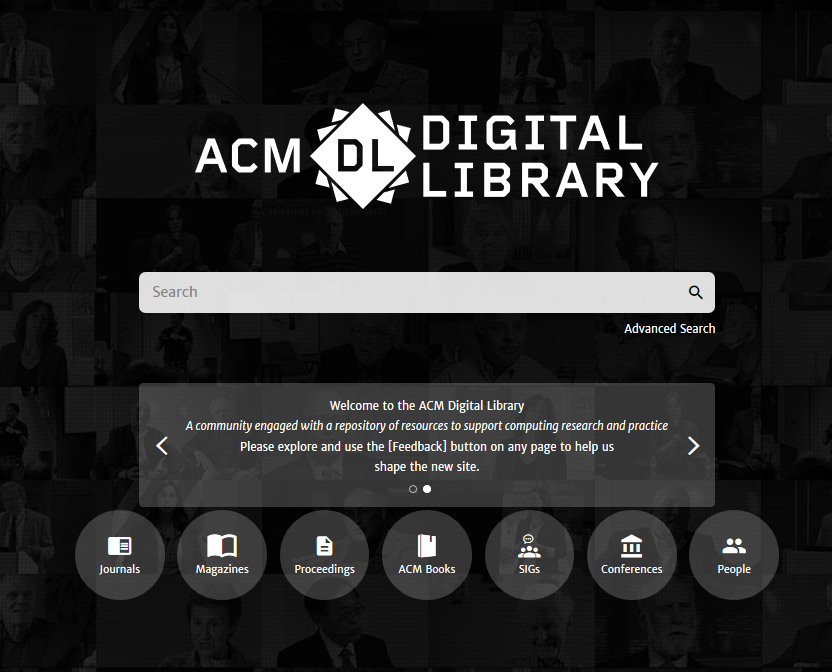 ACM DL DIGITAL
LIBRARY
Search
Advanced Search
Welcome to the ACM Digital Library
A community engaged with a repository of resources to support computing research and practice
Please explore and use the [Feedback] button on any page to help us
shape the new site.
Journals
Magazines
Proceedings
ACM Books
SIGs
Conferences
People